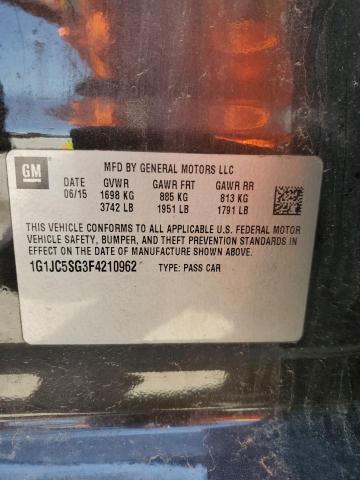 GM
MFD BY GENERAL MOTORS LLC
DATE GVWR GAWR FRT GAWR RR
06/15 1698 KG 885 KG 813 KG
3742 LB 1951 LB 1791 LB
THIS VEHICLE CONFORMS TO ALL APPLICABLE U.S. FEDERAL MOTOR
VEHICLE SAFETY, BUMPER, AND THEFT PREVENTION STANDARDS IN
EFFECT ON THE DATE OF MANUFACTURE SHOWN ABOVE.
1G1JC5SG3F4210962 TYPE: PASS CAR